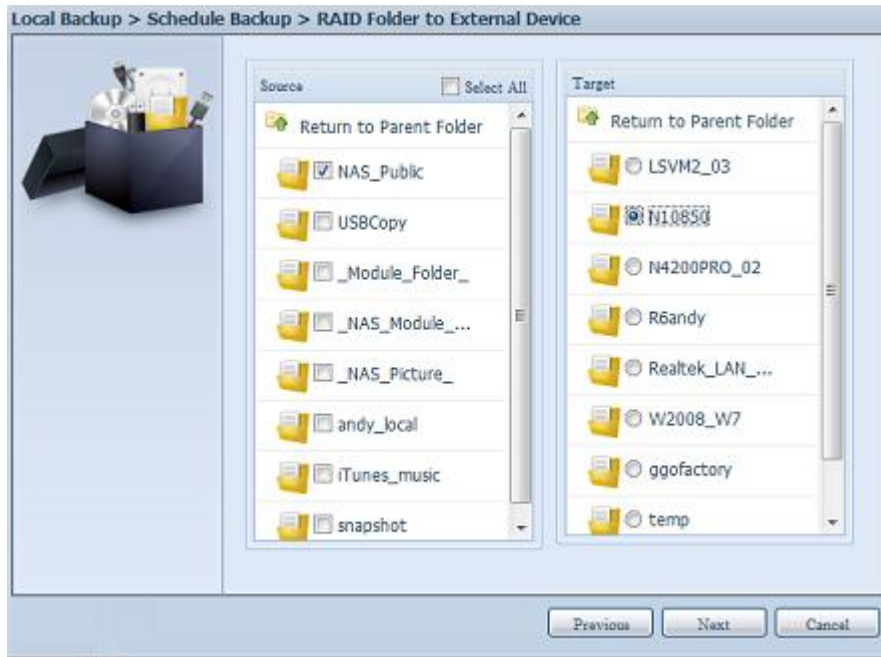 Local Backup > Schedule Backup > RAID Folder to External Device
Source
Select All
Return to Parent Folder
NAS_Public
USBCopy
_Module_Folder_
_NAS_Module_...
_NAS_Picture_
andy_local
iTunes_music
snapshot
Target
Return to Parent Folder
LSVM2_03
N10850
N4200PRO_02
R6andy
Realtek_LAN_...
W2008_W7
ggofactory
temp
Previous
Next
Cancel